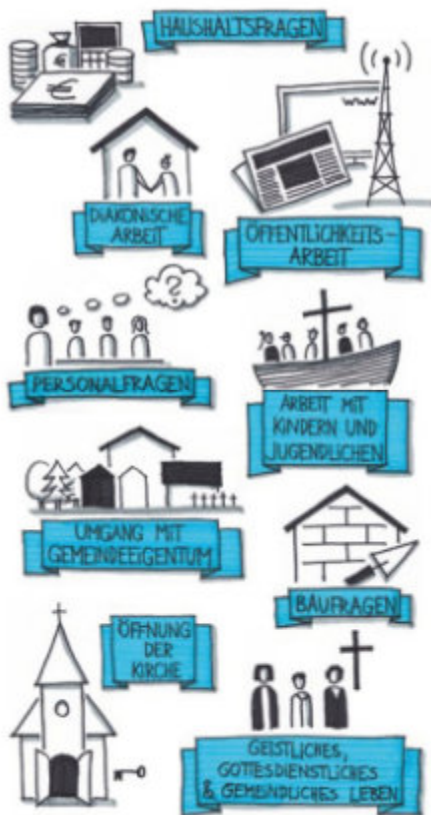 HAUSHALTSFRAGEN
€
€
www
DIAKONISCHE
ARBEIT
ÖFFENTLICHKEITS-
ARBEIT
?
PERSONALFRAGEN
ARBEIT MIT
KINDERN UND
JUGENDLICHEN
UMGANG MIT
GEMEINDEEIGENTUM
BAUFRAGEN
ÖFFNUNG
DER
KIRCHE
GEISTLICHES,
GOTTESDIENSTLICHES
& GEMEINDLICHES LEBEN